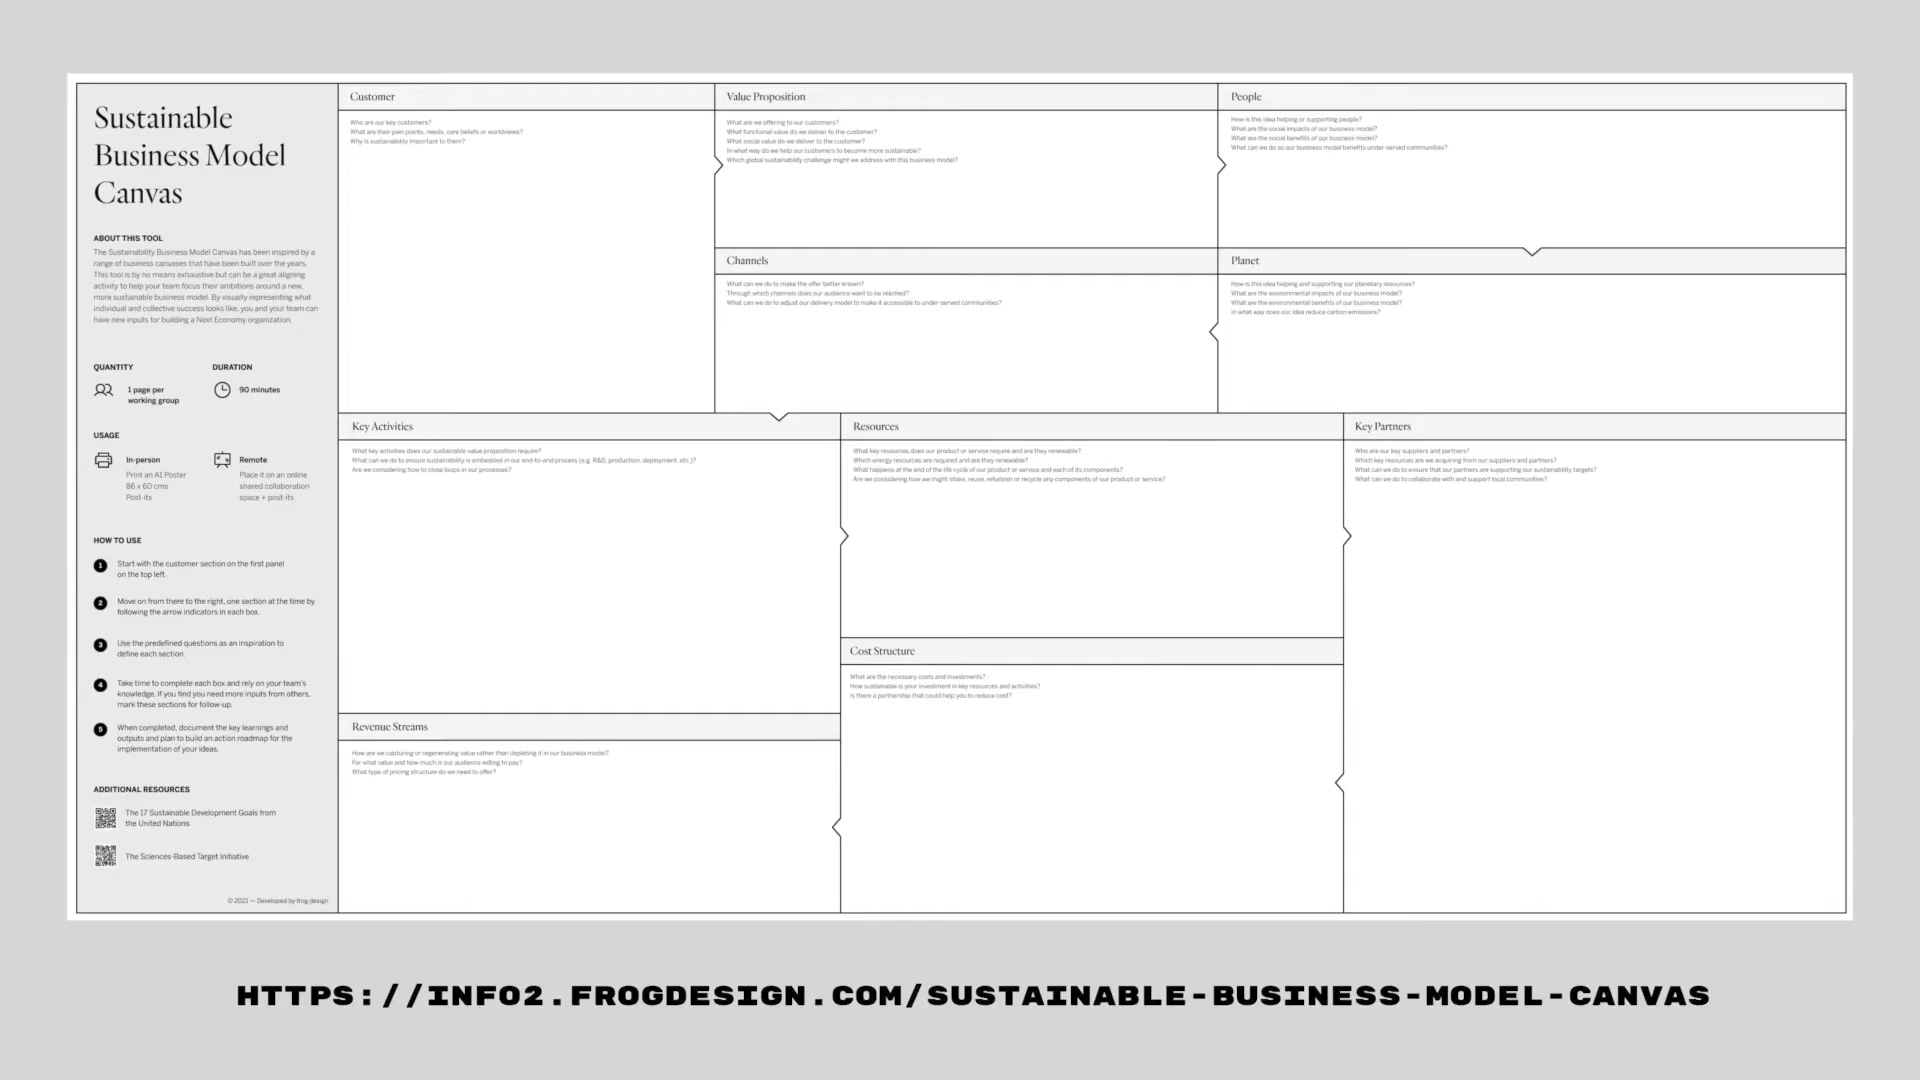 Sustainable
Business Model
Canvas
ABOUT THIS TOOL
The Sustainability Business Model Canvas has been inspired by a
range of business canvases that have been built over the years.
This tool is by no means exhaustive but can be a great aligning
activity to help your team focus their ambitions around a new,
more sustainable business model. By visually representing what
individual and collective success looks like, you and your team can
have new inputs for building a Next Economy organization.
QUANTITY
1 page per
working group
DURATION
90 minutes
USAGE
In-person
Print an A1 Poster
86 x 60 cms
Post-its
Remote
Place it on an online
shared collaboration
space + post-its
HOW TO USE
1 Start with the customer section on the first panel
on the top left.
2 Move on from there to the right, one section at the time by
following the arrow indicators in each box.
3 Use the predefined questions as an inspiration to
define each section
4 Take time to complete each box and rely on your team's
knowledge. If you find you need more inputs from others,
mark these sections for follow-up.
5 When completed, document the key learnings and
outputs and plan to build an action roadmap for the
implementation of your ideas.
ADDITIONAL RESOURCES
The 17 Sustainable Development Goals from
the United Nations
The Sciences-Based Target Initiative
© 2021 — Developed by frog design
Customer
Who are our key customers?
What are their pain points, needs, core beliefs or worldviews?
Why is sustainability important to them?
Value Proposition
What are we offering to our customers?
What functional value do we deliver to the customer?
What social value do we deliver to the customer?
In what way do we help our customers to become more sustainable?
Which global sustainability challenge might we address with this business model?
People
How is this idea helping or supporting people?
What are the social impacts of our business model?
What are the social benefits of our business model?
What can we do so our business model benefits under-served communities?
Channels
What can we do to make the offer better known?
Through which channels does our audience want to be reached?
What can we do to adjust our delivery model to make it accessible to under-served communities?
Planet
How is this idea helping and supporting our planetary resources?
What are the environmental impacts of our business model?
What are the environmental benefits of our business model?
In what way does our idea reduce carbon emissions?
Key Activities
What key activities does our sustainable value proposition require?
What can we do to ensure sustainability is embedded in our end-to-end process (e.g. R&D, production, deployment, etc.)?
Are we considering how to close loops in our processes?
Resources
What key resources does our product or service require and are they renewable?
Which energy resources are required and are they renewable?
What happens at the end of the life cycle of our product or service and each of its components?
Are we considering how we might share, reuse, refurbish or recycle any components of our product or service?
Key Partners
Who are our key suppliers and partners?
Which key resources are we acquiring from our suppliers and partners?
What can we do to ensure that our partners are supporting our sustainability targets?
What can we do to collaborate with and support local communities?
Cost Structure
What are the necessary costs and investments?
How sustainable is your investment in key resources and activities?
Is there a partnership that could help you to reduce cost?
Revenue Streams
How are we capturing or regenerating value rather than depleting it in our business model?
For what value and how much is our audience willing to pay?
What type of pricing structure do we need to offer?
HTTPS://INFO2.FROGDESIGN.COM/SUSTAINABLE-BUSINESS-MODEL-CANVAS